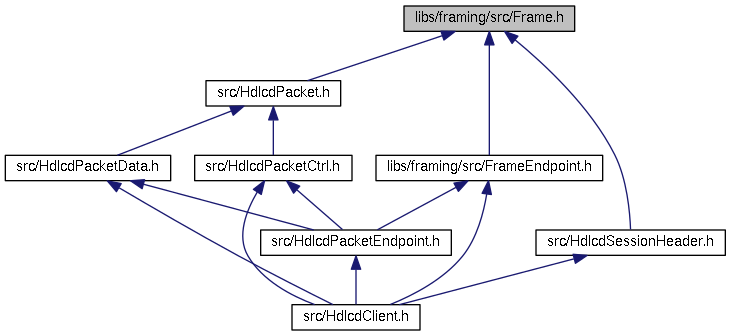 libs/framing/src/Frame.h
src/HdlcdPacket.h
src/HdlcdPacketData.h
src/HdlcdPacketCtrl.h
libs/framing/src/FrameEndpoint.h
src/HdlcdPacketEndpoint.h
src/HdlcdSessionHeader.h
src/HdlcdClient.h